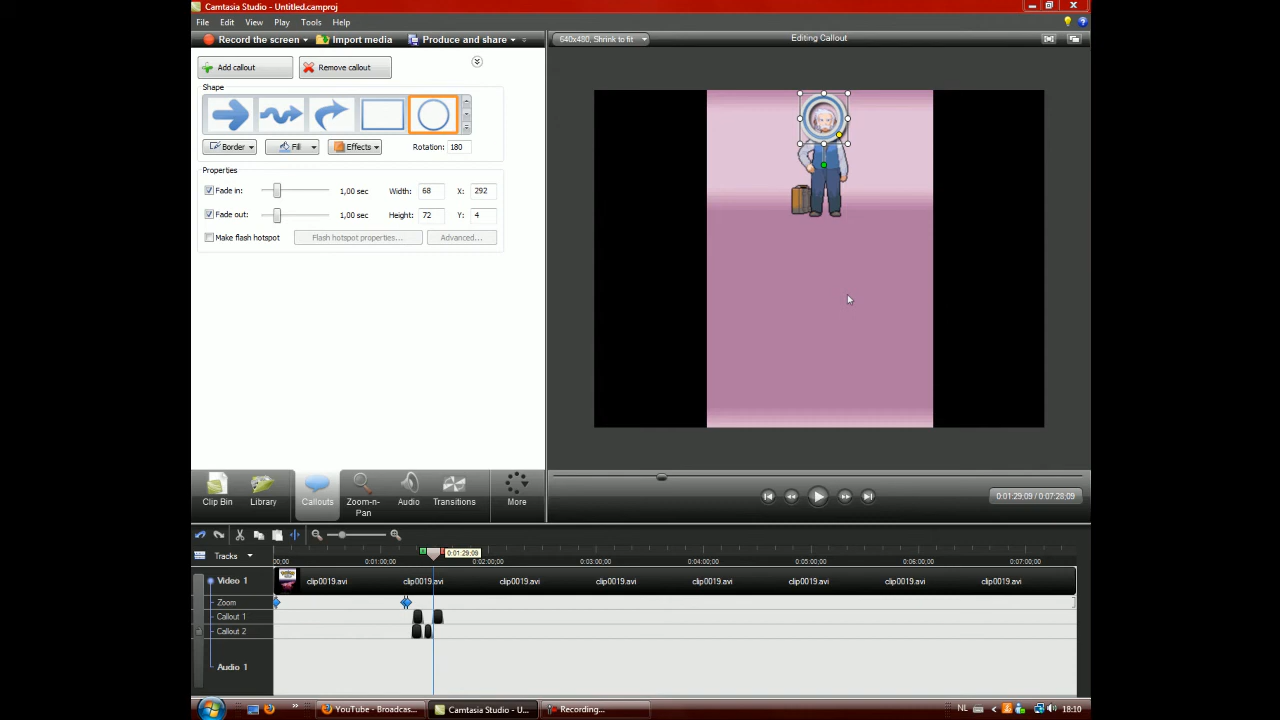 Camtasia Studio - Untitled.camproj
File Edit View Play Tools Help
Record the screen Import media Produce and share
640x480, Shrink to fit
Editing Callout
Add callout Remove callout
Shape
Border Fill Effects Rotation: 180
Properties
Fade in: 1,00 sec Width: 68 X: 292
Fade out: 1,00 sec Height: 72 Y: 4
Make flash hotspot Flash hotspot properties... Advanced...
Clip Bin Library Callouts Zoom-n-Pan Audio Transitions More
0:01:29;09 / 0:07:28;09
Tracks 0:01:29;09
00;00 0:01:00;00 0:02:00;00 0:03:00;00 0:04:00;00 0:05:00;00 0:06:00;00 0:07:00;00
Video 1 clip0019.avi clip0019.avi clip0019.avi clip0019.avi clip0019.avi clip0019.avi clip0019.avi clip0019.avi
Zoom
Callout 1
Callout 2
Audio 1
YouTube - Broadcas... Camtasia Studio - U... Recording... NL 18:10